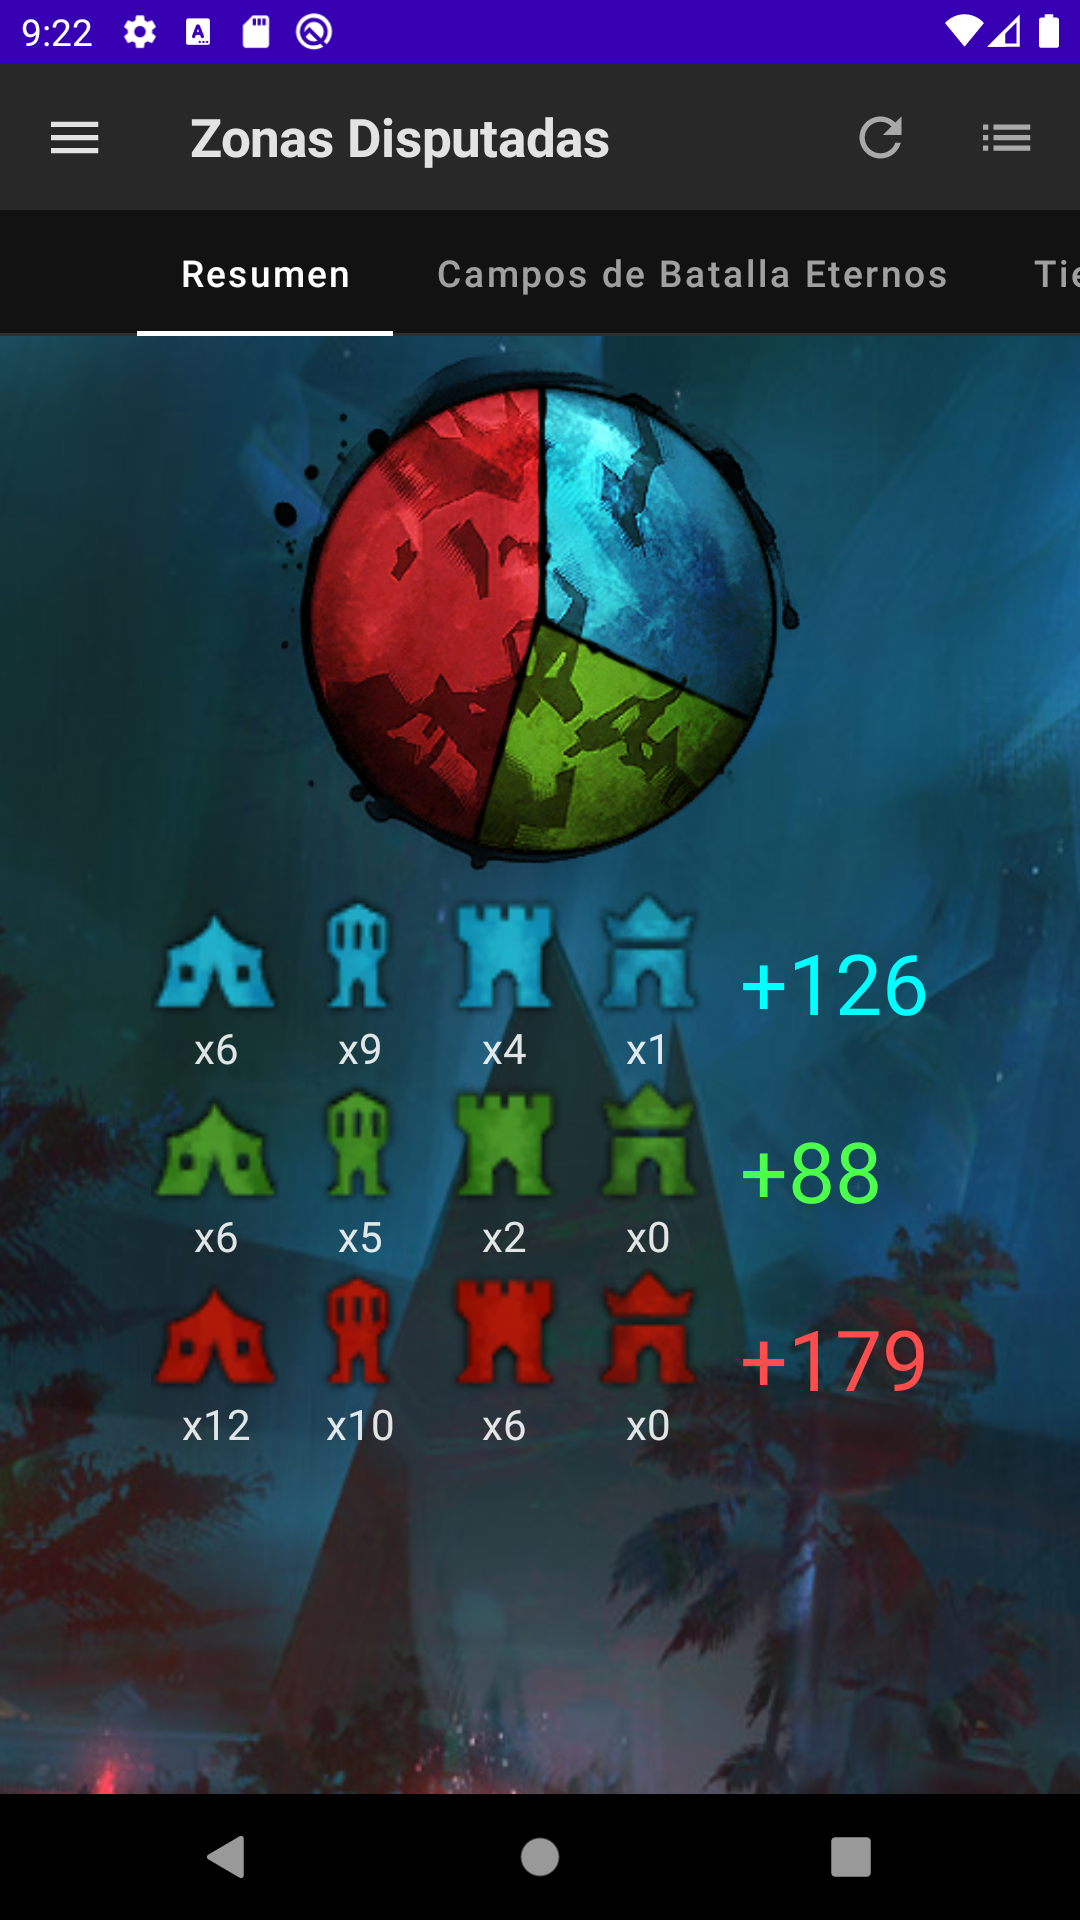 9:22
Zonas Disputadas
Resumen Campos de Batalla Eternos Tie
+126
x6 x9 x4 x1
+88
x6 x5 x2 x0
+179
x12 x10 x6 x0